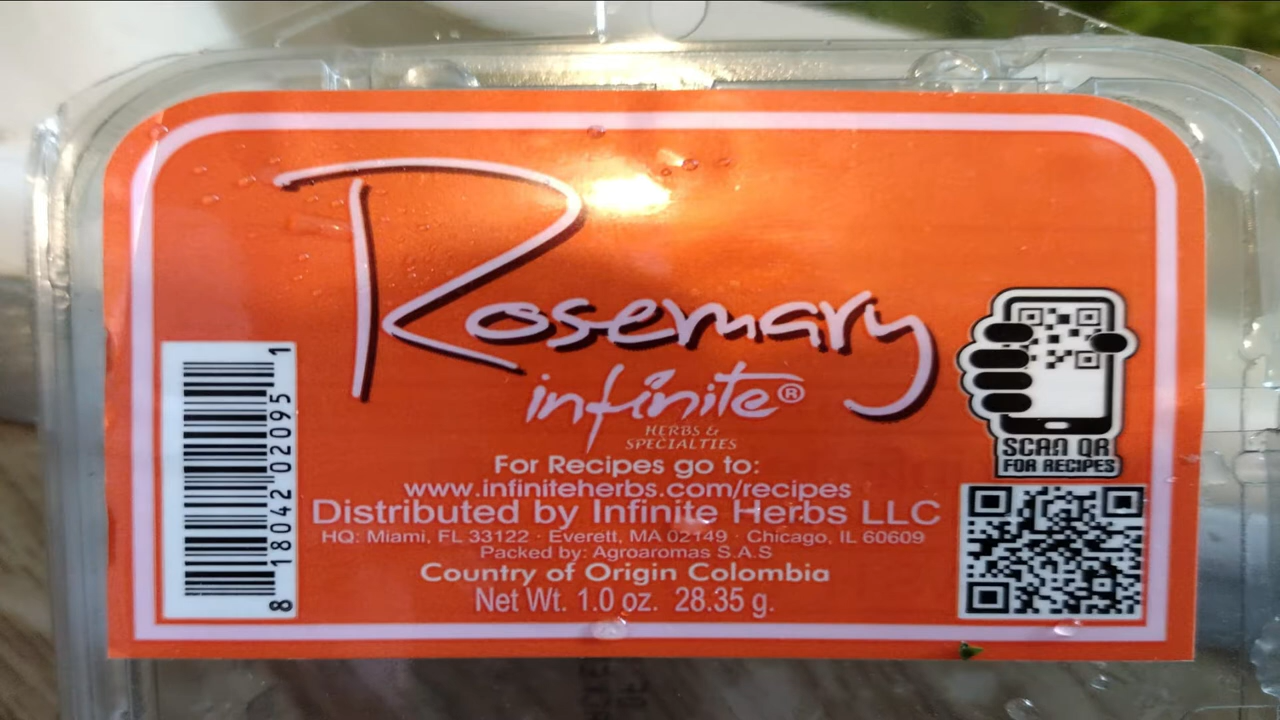 Rosemary
infinite®
HERBS &
SPECIALTIES
For Recipes go to:
www.infiniteherbs.com/recipes
Distributed by Infinite Herbs LLC
HQ: Miami, FL 33122 · Everett, MA 02149 · Chicago, IL 60609
Packed by: Agroaromas S.A.S
Country of Origin Colombia
Net Wt. 1.0 oz. 28.35 g.
8 18042 02095 1
SCAN QR
FOR RECIPES